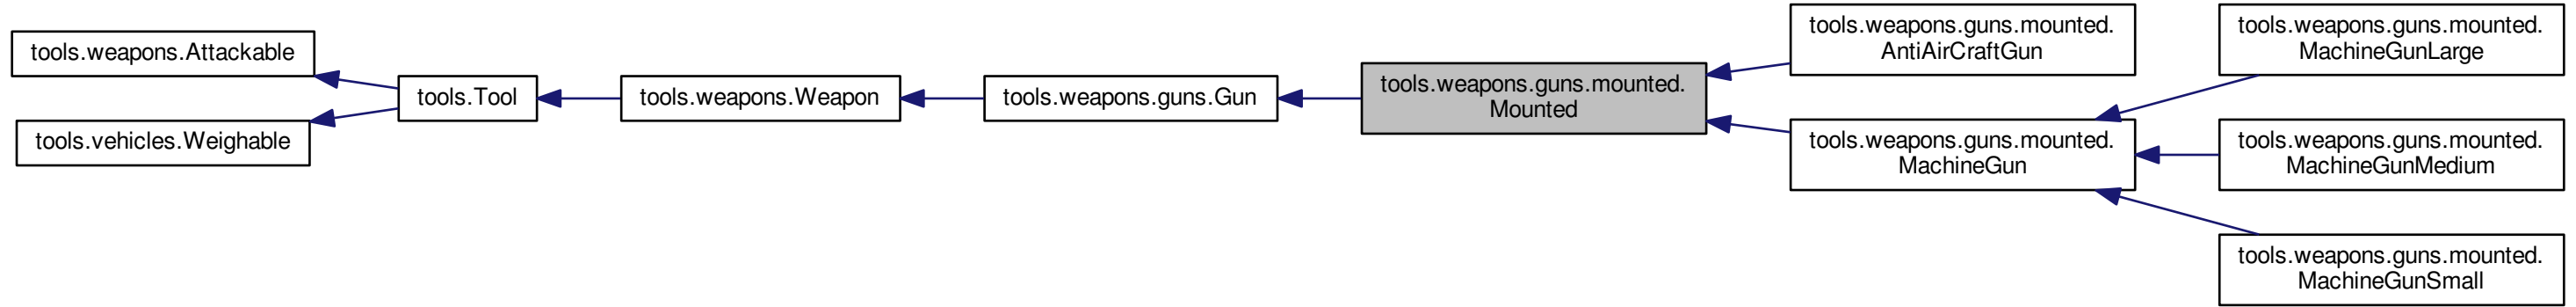 tools.weapons.Attackable
tools.vehicles.Weighable
tools.Tool
tools.weapons.Weapon
tools.weapons.guns.Gun
tools.weapons.guns.mounted.
Mounted
tools.weapons.guns.mounted.
AntiAirCraftGun
tools.weapons.guns.mounted.
MachineGun
tools.weapons.guns.mounted.
MachineGunLarge
tools.weapons.guns.mounted.
MachineGunMedium
tools.weapons.guns.mounted.
MachineGunSmall